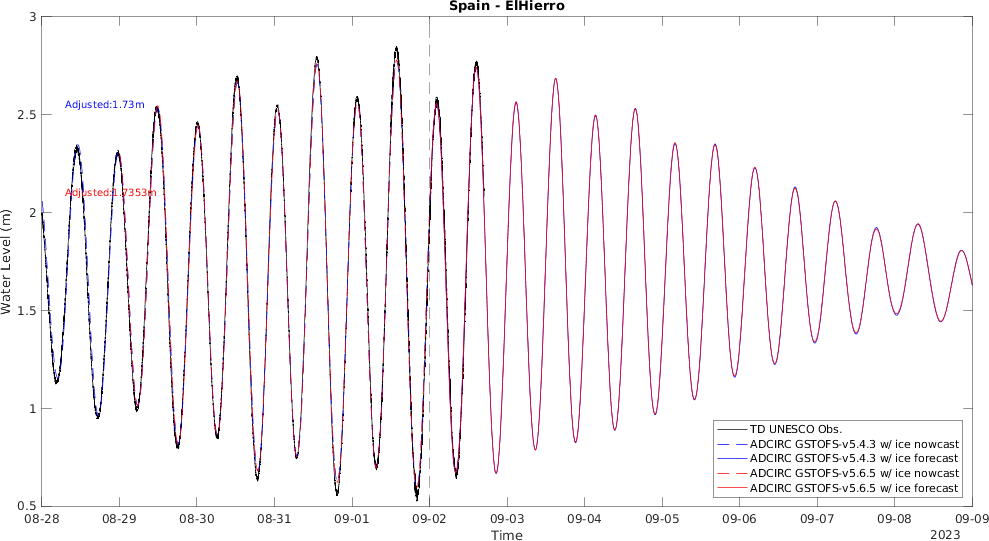 Spain - ElHierro
3
2.5
2
1.5
1
0.5
Water Level (m)
Adjusted:1.73m
Adjusted:1.7353m
TD UNESCO Obs.
ADCIRC GSTOFS-v5.4.3 w/ ice nowcast
ADCIRC GSTOFS-v5.4.3 w/ ice forecast
ADCIRC GSTOFS-v5.6.5 w/ ice nowcast
ADCIRC GSTOFS-v5.6.5 w/ ice forecast
08-28 08-29 08-30 08-31 09-01 09-02 09-03 09-04 09-05 09-06 09-07 09-08 09-09
Time
2023